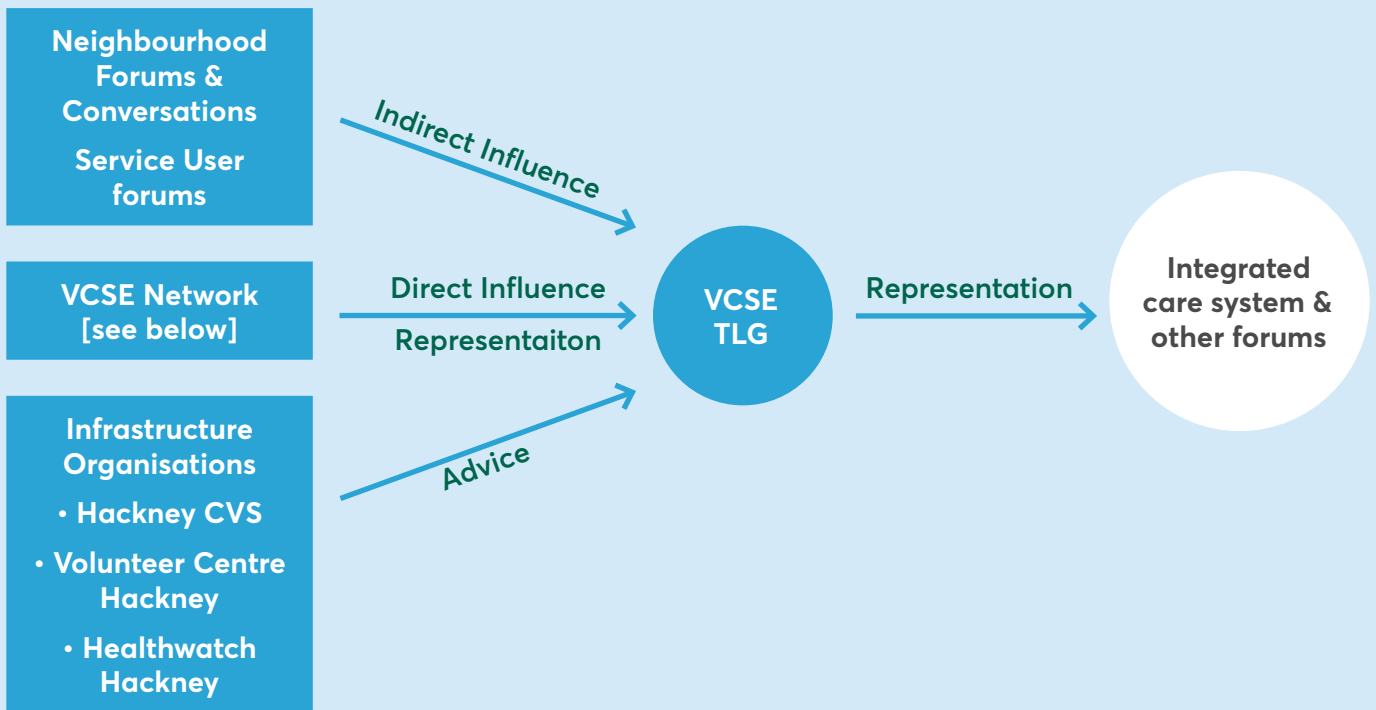 Neighbourhood
Forums &
Conversations
Service User
forums
Indirect Influence
VCSE Network
[see below]
Direct Influence
Representaiton
Infrastructure
Organisations
• Hackney CVS
• Volunteer Centre
Hackney
• Healthwatch
Hackney
Advice
VCSE
TLG
Representation
Integrated
care system &
other forums